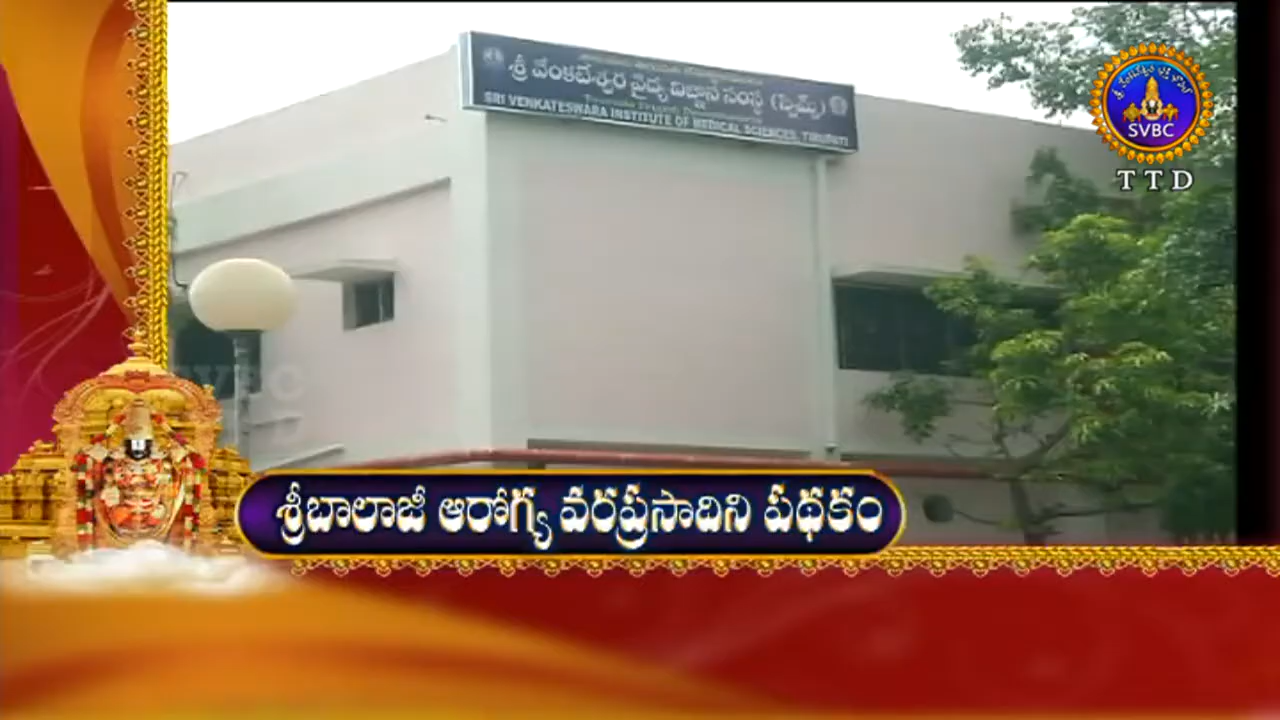 శ్రీ వేంకటేశ్వర వైద్య విజ్ఞాన సంస్థ (స్విమ్స్)
SRI VENKATESWARA INSTITUTE OF MEDICAL SCIENCES, TIRUPATI
SVBC
TTD
శ్రీబాలాజీ ఆరోగ్య వరప్రసాదిని పథకం